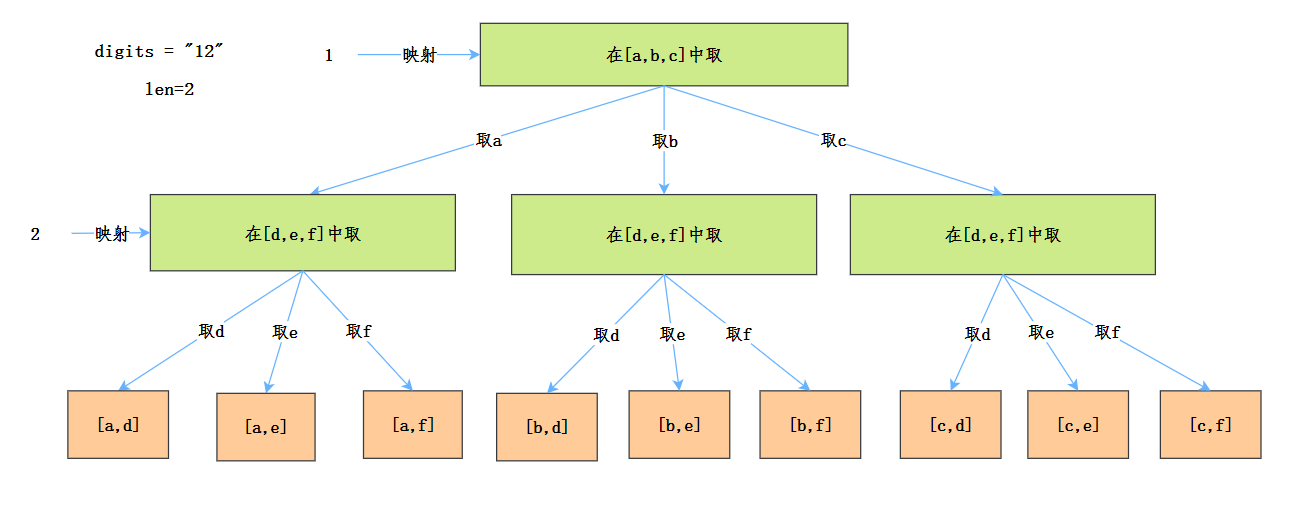 digits = "12"
len=2
1
映射
在[a,b,c]中取
取a
取b
取c
2
映射
在[d,e,f]中取
在[d,e,f]中取
在[d,e,f]中取
取d
取e
取f
取d
取e
取f
取d
取e
取f
[a,d]
[a,e]
[a,f]
[b,d]
[b,e]
[b,f]
[c,d]
[c,e]
[c,f]